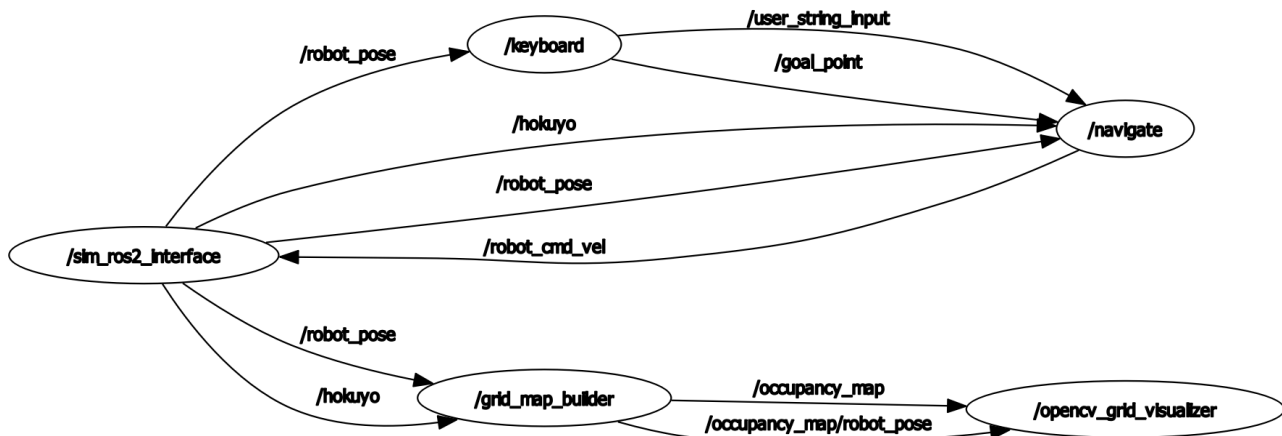 /user_string_input
/keyboard
/robot_pose
/goal_point
/hokuyo
/navigate
/robot_pose
/robot_cmd_vel
/sim_ros2_interface
/robot_pose
/hokuyo
/grid_map_builder
/occupancy_map
/opencv_grid_visualizer
/occupancy_map/robot_pose